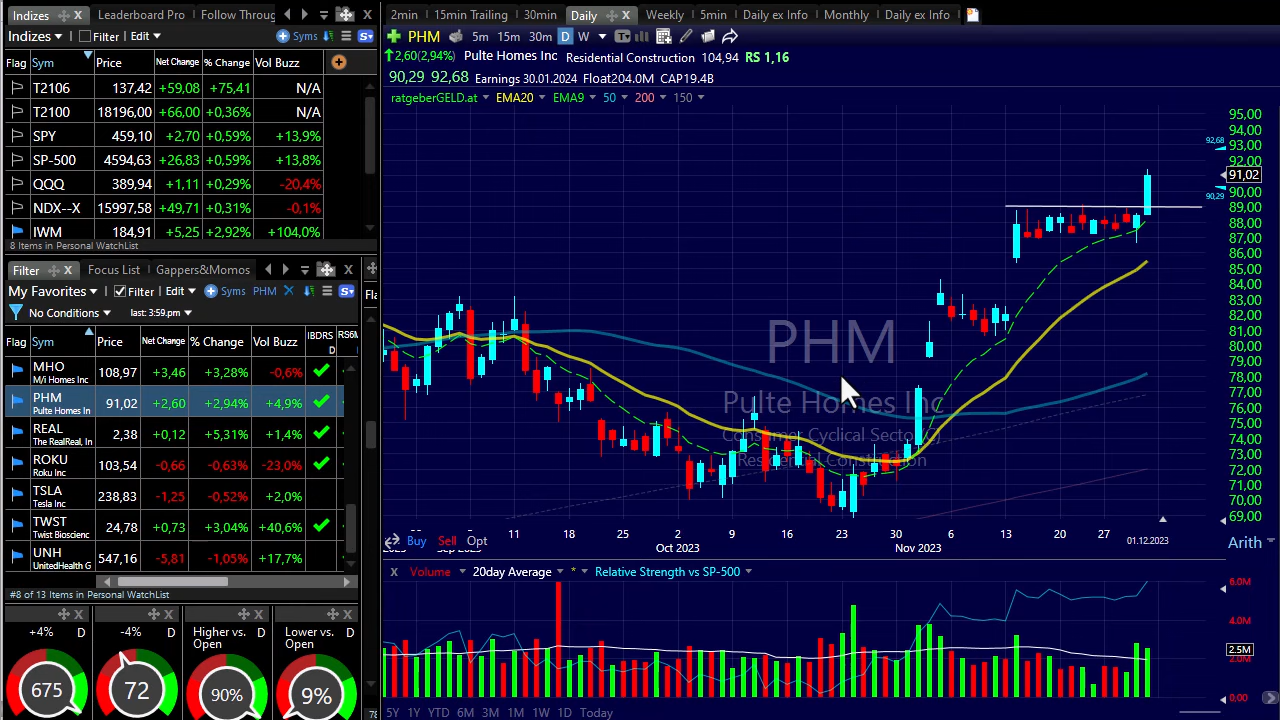 Indizes Leaderboard Pro Follow Throug
Indizes Filter Edit Syms
Flag Sym Price Net Change % Change Vol Buzz
T2106 137,42 +59,08 +75,41 N/A
T2100 18196,00 +66,00 +0,36% N/A
SPY 459,10 +2,70 +0,59% +13,9%
SP-500 4594,63 +26,83 +0,59% +13,8%
QQQ 389,94 +1,11 +0,29% -20,4%
NDX--X 15997,58 +49,71 +0,31% -0,1%
IWM 184,91 +5,25 +2,92% +104,0%
8 Items in Personal WatchList
Filter Focus List Gappers&Momos
My Favorites Filter Edit Syms PHM
No Conditions last: 3:59.pm
Flag Sym Price Net Change % Change Vol Buzz IBDRS D RS6M
MHO 108,97 +3,46 +3,28% -0,6%
M/i Homes Inc
PHM 91,02 +2,60 +2,94% +4,9%
Pulte Homes In
REAL 2,38 +0,12 +5,31% +1,4%
The RealReal, In
ROKU 103,54 -0,66 -0,63% -23,0%
Roku Inc
TSLA 238,83 -1,25 -0,52% +2,0%
Tesla Inc
TWST 24,78 +0,73 +3,04% +40,6%
Twist Bioscienc
UNH 547,16 -5,81 -1,05% +17,7%
UnitedHealth G
#8 of 13 Items in Personal WatchList
+4% D
675
-4% D
72
Higher vs. Open D
90%
Lower vs. Open D
9%
2min 15min Trailing 30min Daily Weekly 5min Daily ex Info Monthly Daily ex Info
PHM 5m 15m 30m D W
2,60(2,94%) Pulte Homes Inc Residential Construction 104,94 RS 1,16
90,29 92,68 Earnings 30.01.2024 Float204.0M CAP19.4B
ratgeberGELD.at EMA20 EMA9 50 200 150
95,00
94,00
92,68
93,00
92,00
91,02
90,00
90,29
89,00
88,00
87,00
86,00
85,00
84,00
83,00
82,00
81,00
80,00
79,00
78,00
77,00
76,00
75,00
74,00
73,00
72,00
71,00
70,00
69,00
PHM
Pulte Homes Inc
Consumer Cyclical Sector
Residential Construction
11 18 25 2 9 16 23 30 6 13 20 27 01.12.2023
Buy Sell Opt
Oct 2023 Nov 2023
Arith
X Volume 20day Average * Relative Strength vs SP-500
6.0M
4.0M
2.5M
2.0M
0.00
5Y 1Y YTD 6M 3M 1M 1W 1D Today